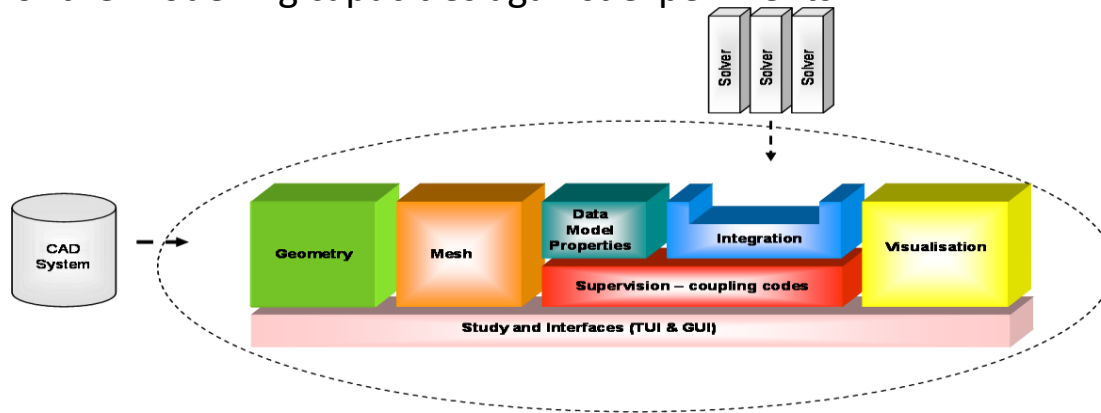 Solver
Solver
Solver
CAD
System
Geometry
Mesh
Data
Model
Properties
Integration
Visualisation
Supervision – coupling codes
Study and Interfaces (TUI & GUI)